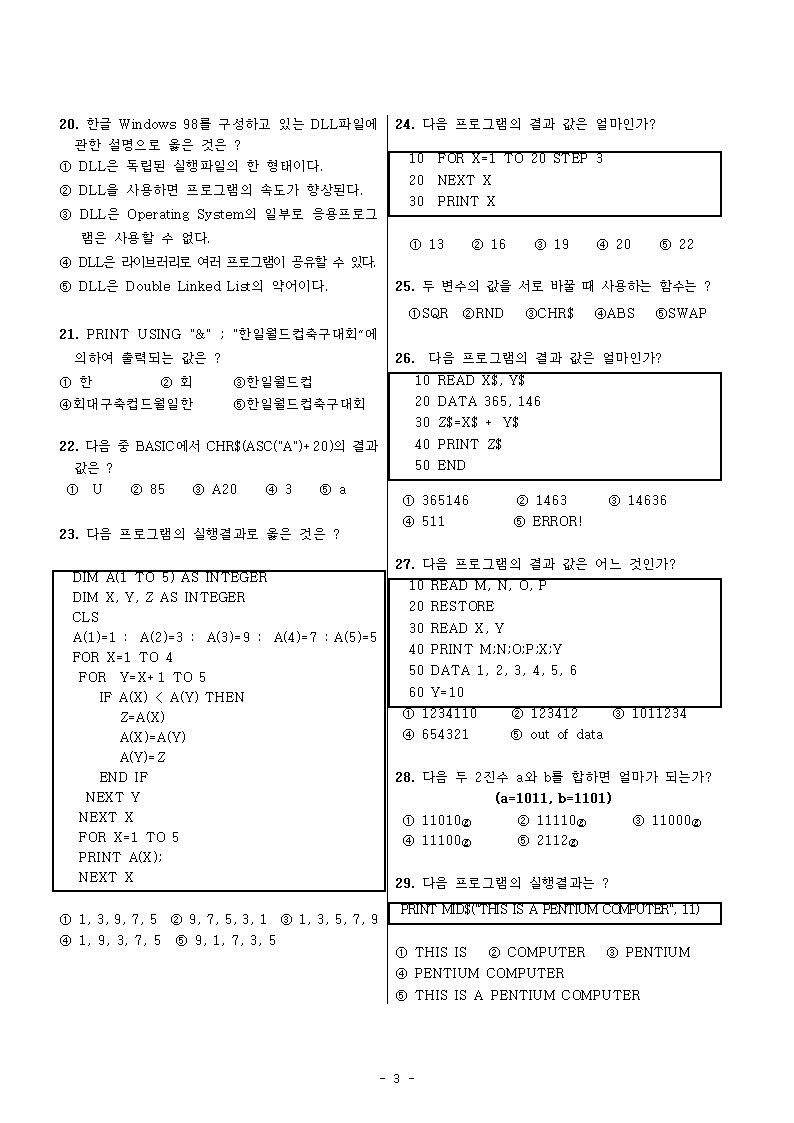 20. 한글 Windows 98를 구성하고 있는 DLL파일에
관한 설명으로 옳은 것은 ?
① DLL은 독립된 실행파일의 한 형태이다.
② DLL을 사용하면 프로그램의 속도가 향상된다.
③ DLL은 Operating System의 일부로 응용프로그
램은 사용할 수 없다.
④ DLL은 라이브러리로 여러 프로그램이 공유할 수 있다.
⑤ DLL은 Double Linked List의 약어이다.
21. PRINT USING "&" ; "한일월드컵축구대회"에
의하여 출력되는 값은 ?
① 한 ② 회 ③한일월드컵
④회대구축컵드월일한 ⑤한일월드컵축구대회
22. 다음 중 BASIC에서 CHR$(ASC("A")+20)의 결과
값은 ?
① U ② 85 ③ A20 ④ 3 ⑤ a
23. 다음 프로그램의 실행결과로 옳은 것은 ?
DIM A(1 TO 5) AS INTEGER
DIM X, Y, Z AS INTEGER
CLS
A(1)=1 : A(2)=3 : A(3)=9 : A(4)=7 : A(5)=5
FOR X=1 TO 4
FOR Y=X+1 TO 5
IF A(X) < A(Y) THEN
Z=A(X)
A(X)=A(Y)
A(Y)=Z
END IF
NEXT Y
NEXT X
FOR X=1 TO 5
PRINT A(X);
NEXT X
① 1, 3, 9, 7, 5 ② 9, 7, 5, 3, 1 ③ 1, 3, 5, 7, 9
④ 1, 9, 3, 7, 5 ⑤ 9, 1, 7, 3, 5
24. 다음 프로그램의 결과 값은 얼마인가?
10 FOR X=1 TO 20 STEP 3
20 NEXT X
30 PRINT X
① 13 ② 16 ③ 19 ④ 20 ⑤ 22
25. 두 변수의 값을 서로 바꿀 때 사용하는 함수는 ?
①SQR ②RND ③CHR$ ④ABS ⑤SWAP
26. 다음 프로그램의 결과 값은 얼마인가?
10 READ X$, Y$
20 DATA 365, 146
30 Z$=X$ + Y$
40 PRINT Z$
50 END
① 365146 ② 1463 ③ 14636
④ 511 ⑤ ERROR!
27. 다음 프로그램의 결과 값은 어느 것인가?
10 READ M, N, O, P
20 RESTORE
30 READ X, Y
40 PRINT M;N;O;P;X;Y
50 DATA 1, 2, 3, 4, 5, 6
60 Y=10
① 1234110 ② 123412 ③ 1011234
④ 654321 ⑤ out of data
28. 다음 두 2진수 a와 b를 합하면 얼마가 되는가?
(a=1011, b=1101)
① 11010② ② 11110② ③ 11000②
④ 11100② ⑤ 2112②
29. 다음 프로그램의 실행결과는 ?
PRINT MID$("THIS IS A PENTIUM COMPUTER", 11)
① THIS IS ② COMPUTER ③ PENTIUM
④ PENTIUM COMPUTER
⑤ THIS IS A PENTIUM COMPUTER
- 3 -